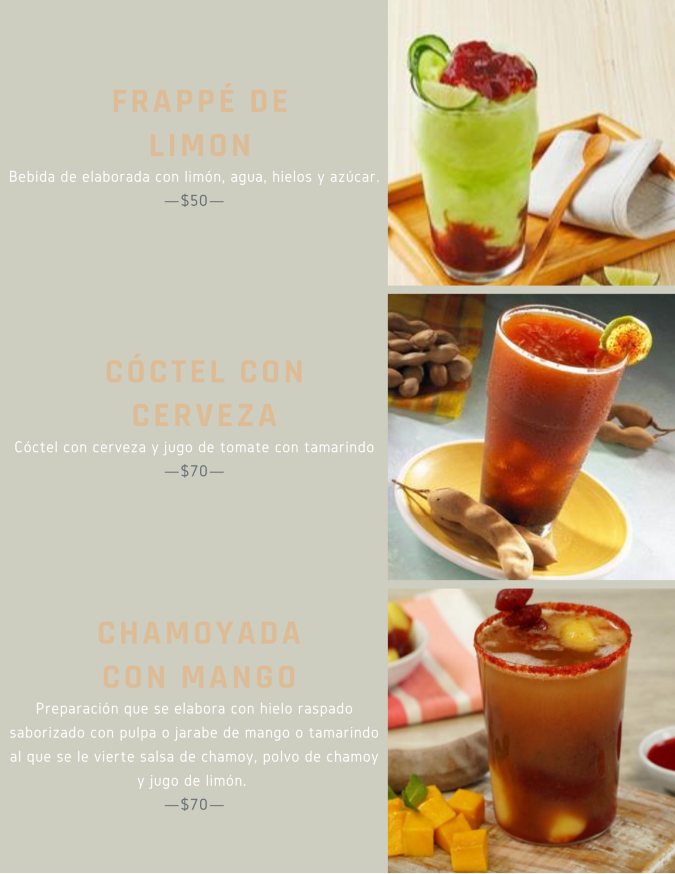 FRAPPÉ DE
LIMON
Bebida de elaborada con limón, agua, hielos y azúcar.
—$50—
CÓCTEL CON
CERVEZA
Cóctel con cerveza y jugo de tomate con tamarindo
—$70—
CHAMOYADA
CON MANGO
Preparación que se elabora con hielo raspado
saborizado con pulpa o jarabe de mango o tamarindo
al que se le vierte salsa de chamoy, polvo de chamoy
y jugo de limón.
—$70—